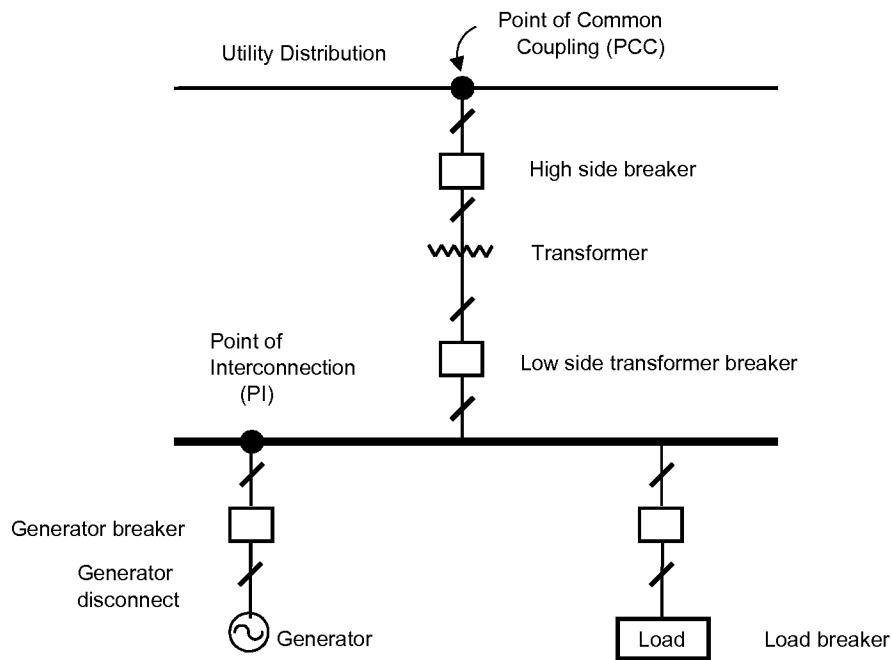 Point of Common
Coupling (PCC)
Utility Distribution
High side breaker
Transformer
Point of
Interconnection
(PI)
Low side transformer breaker
Generator breaker
Generator
disconnect
Generator
Load
Load breaker